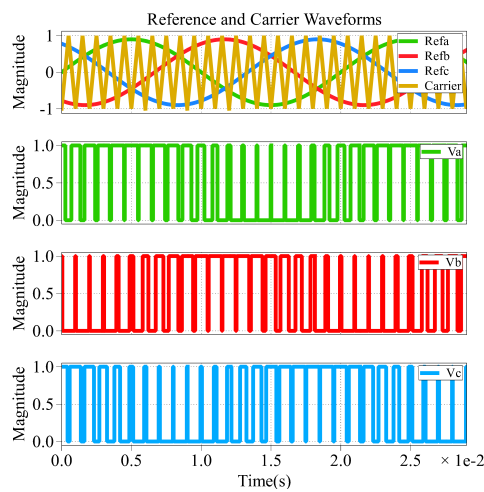 Reference and Carrier Waveforms
Magnitude
1
0
-1
Refa
Refb
Refc
Carrier
Magnitude
1.0
0.5
0.0
Va
Magnitude
1.0
0.5
0.0
Vb
Magnitude
1.0
0.5
0.0
Vc
0.0 0.5 1.0 1.5 2.0 2.5 × 1e-2
Time(s)